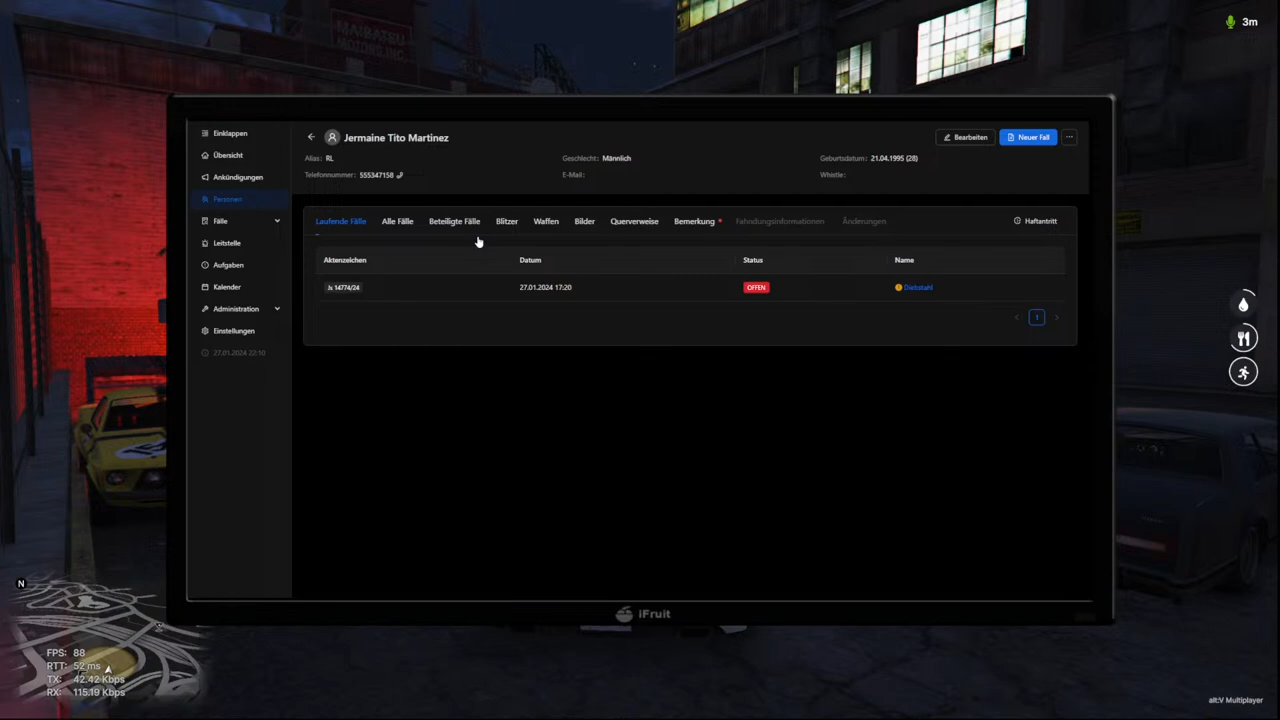 3m
MAIBATSU
MOTORS INC.
Einklappen
Übersicht
Ankündigungen
Personen
Fälle
Leitstelle
Aufgaben
Kalender
Administration
Einstellungen
27.01.2024 22:10
Jermaine Tito Martinez
Bearbeiten
Neuer Fall
Alias: RL
Geschlecht: Männlich
Geburtsdatum: 21.04.1995 (28)
Telefonnummer: 555347158
E-Mail:
Whistle:
Laufende Fälle Alle Fälle Beteiligte Fälle Blitzer Waffen Bilder Querverweise Bemerkung Fahndungsinformationen Änderungen Haftantritt
Aktenzeichen Datum Status Name
Js 14774/24 27.01.2024 17:20 OFFEN Diebstahl
1
iFruit
N
FPS: 88
RTT: 52 ms
TX: 42.42 Kbps
RX: 115.19 Kbps
alt:V Multiplayer